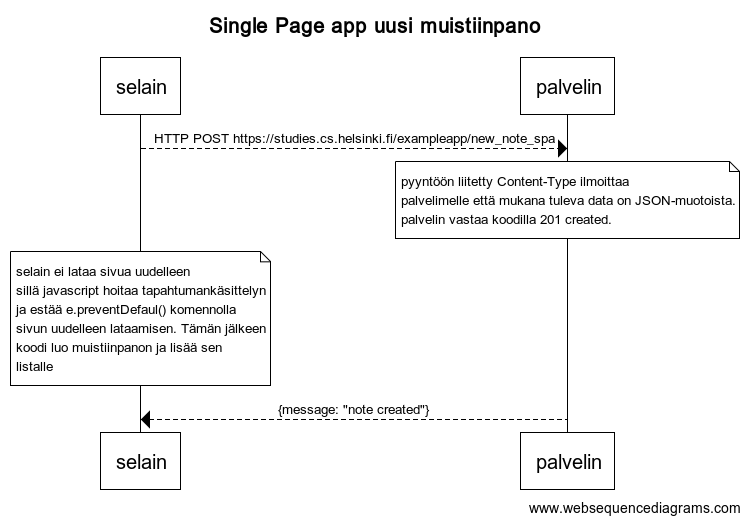 Single Page app uusi muistiinpano
selain
palvelin
HTTP POST https://studies.cs.helsinki.fi/exampleapp/new_note_spa
pyyntöön liitetty Content-Type ilmoittaa
palvelimelle että mukana tuleva data on JSON-muotoista.
palvelin vastaa koodilla 201 created.
selain ei lataa sivua uudelleen
sillä javascript hoitaa tapahtumankäsittelyn
ja estää e.preventDefaul() komennolla
sivun uudelleen lataamisen. Tämän jälkeen
koodi luo muistiinpanon ja lisää sen
listalle
{message: "note created"}
selain
palvelin
www.websequencediagrams.com